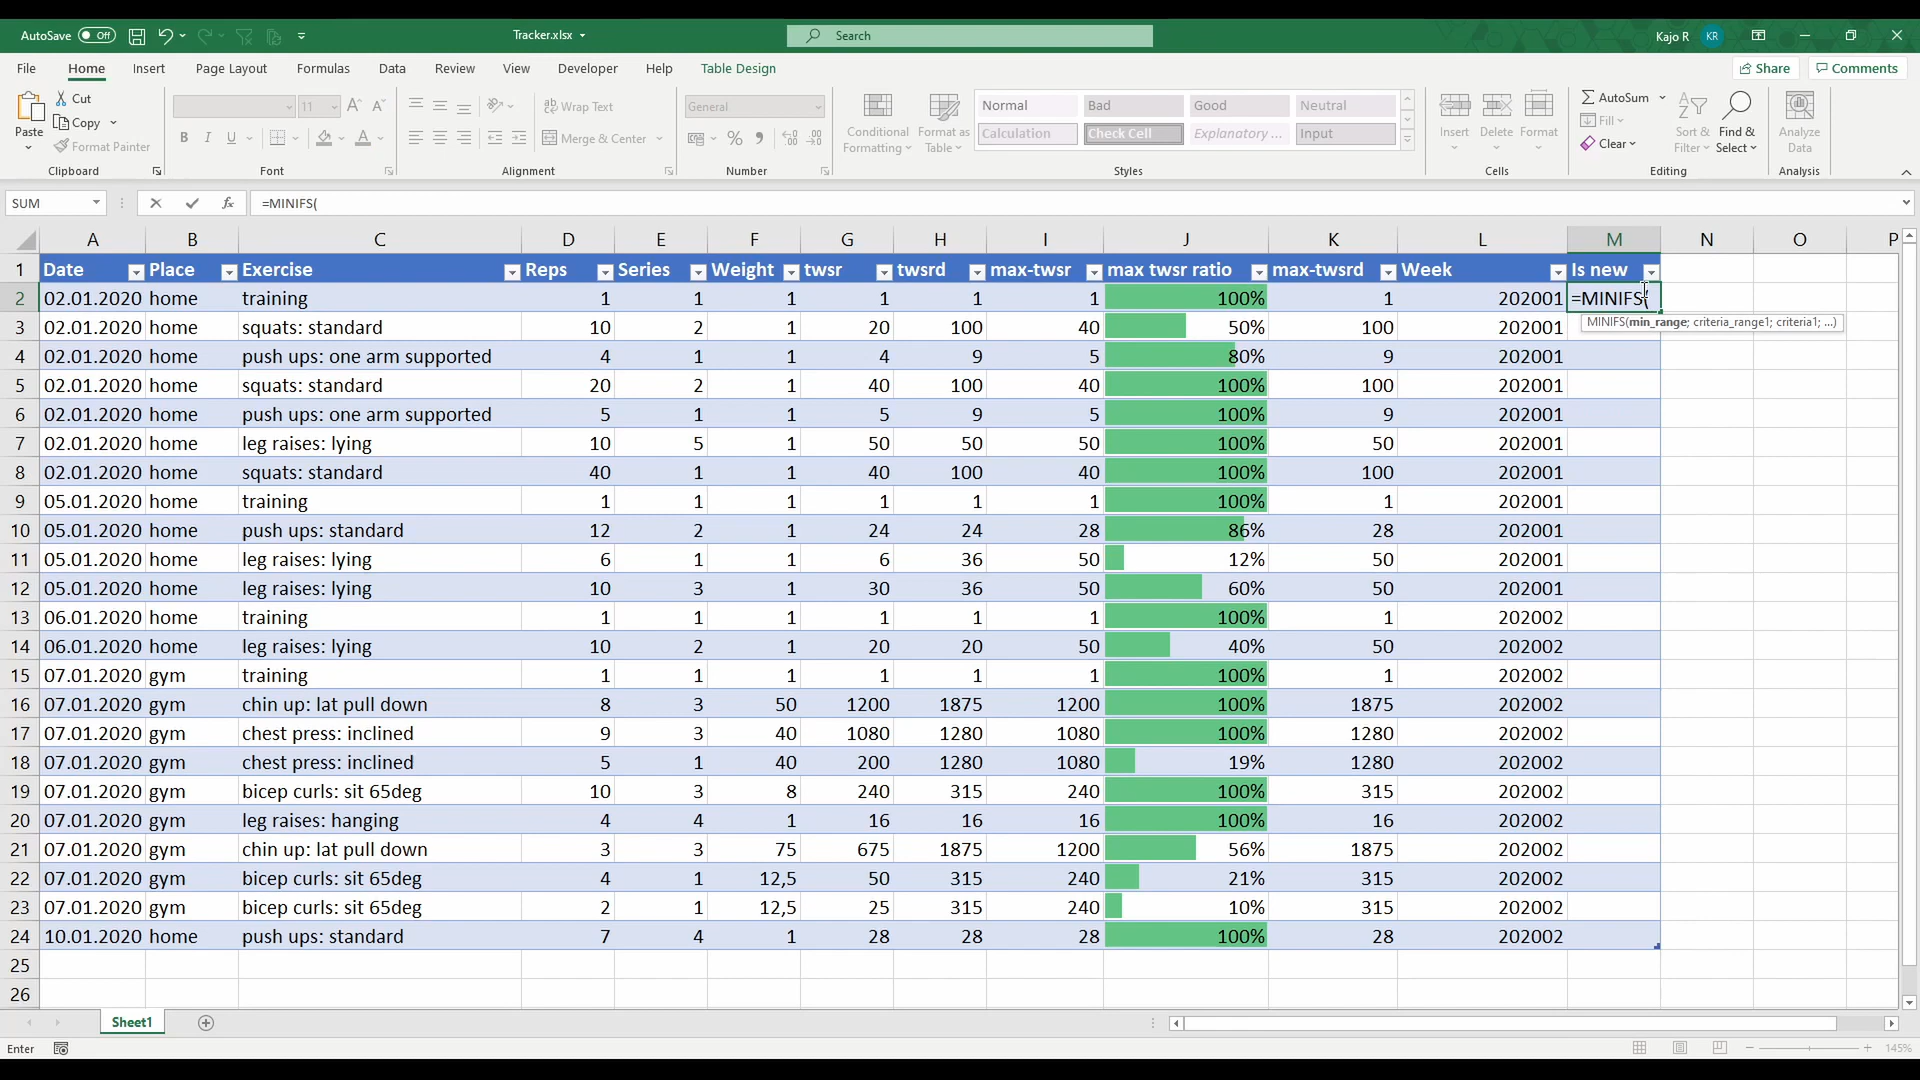 AutoSave Off Tracker.xlsx Search Kajo R KR
File Home Insert Page Layout Formulas Data Review View Developer Help Table Design Share Comments
Paste Cut Copy Format Painter
11 Wrap Text Merge & Center
General
Conditional Formatting Format as Table
Normal Bad Good Neutral
Calculation Check Cell Explanatory ... Input
Insert Delete Format
AutoSum Fill Clear Sort & Filter Find & Select Analyze Data
Clipboard Font Alignment Number Styles Cells Editing Analysis
SUM fx =MINIFS(
A B C D E F G H I J K L M N O P
1 Date Place Exercise Reps Series Weight twsr twsrd max-twsr max twsr ratio max-twsrd Week Is new
2 02.01.2020 home training 1 1 1 1 1 1 100% 1 202001 =MINIFS(
MINIFS(min_range; criteria_range1; criteria1; ...)
3 02.01.2020 home squats: standard 10 2 1 20 100 40 50% 100 202001
4 02.01.2020 home push ups: one arm supported 4 1 1 4 9 5 80% 9 202001
5 02.01.2020 home squats: standard 20 2 1 40 100 40 100% 100 202001
6 02.01.2020 home push ups: one arm supported 5 1 1 5 9 5 100% 9 202001
7 02.01.2020 home leg raises: lying 10 5 1 50 50 50 100% 50 202001
8 02.01.2020 home squats: standard 40 1 1 40 100 40 100% 100 202001
9 05.01.2020 home training 1 1 1 1 1 1 100% 1 202001
10 05.01.2020 home push ups: standard 12 2 1 24 24 28 86% 28 202001
11 05.01.2020 home leg raises: lying 6 1 1 6 36 50 12% 50 202001
12 05.01.2020 home leg raises: lying 10 3 1 30 36 50 60% 50 202001
13 06.01.2020 home training 1 1 1 1 1 1 100% 1 202002
14 06.01.2020 home leg raises: lying 10 2 1 20 20 50 40% 50 202002
15 07.01.2020 gym training 1 1 1 1 1 1 100% 1 202002
16 07.01.2020 gym chin up: lat pull down 8 3 50 1200 1875 1200 100% 1875 202002
17 07.01.2020 gym chest press: inclined 9 3 40 1080 1280 1080 100% 1280 202002
18 07.01.2020 gym chest press: inclined 5 1 40 200 1280 1080 19% 1280 202002
19 07.01.2020 gym bicep curls: sit 65deg 10 3 8 240 315 240 100% 315 202002
20 07.01.2020 gym leg raises: hanging 4 4 1 16 16 16 100% 16 202002
21 07.01.2020 gym chin up: lat pull down 3 3 75 675 1875 1200 56% 1875 202002
22 07.01.2020 gym bicep curls: sit 65deg 4 1 12,5 50 315 240 21% 315 202002
23 07.01.2020 gym bicep curls: sit 65deg 2 1 12,5 25 315 240 10% 315 202002
24 10.01.2020 home push ups: standard 7 4 1 28 28 28 100% 28 202002
25
26
Sheet1
Enter 145%